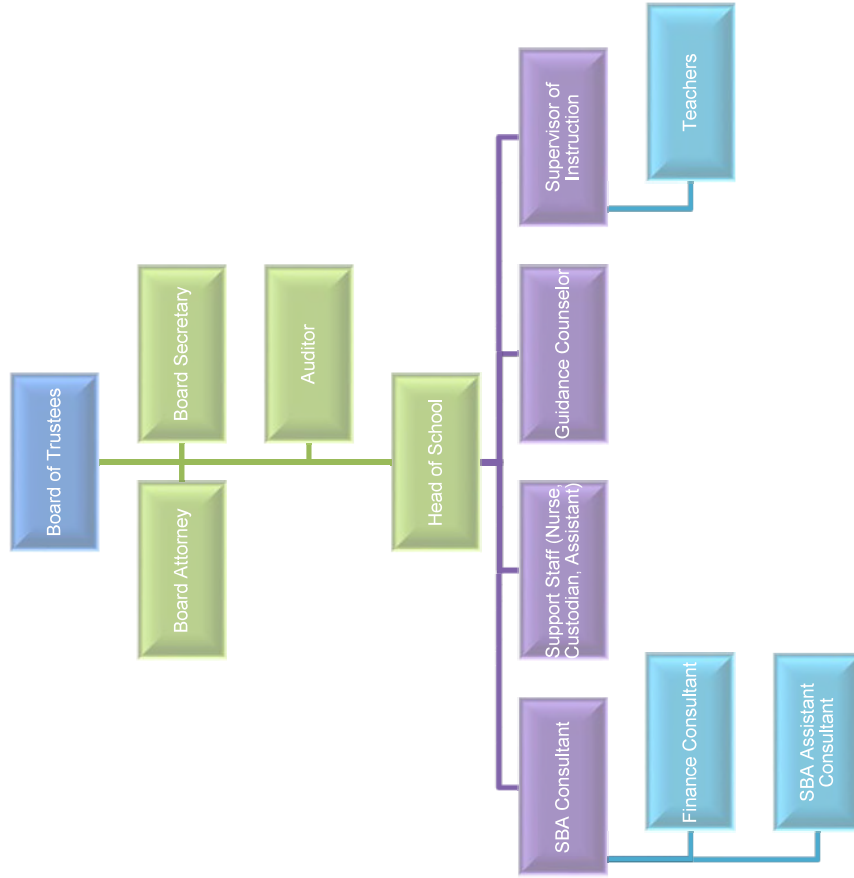 Board of Trustees
Board Attorney
Board Secretary
Auditor
Head of School
SBA Consultant
Support Staff (Nurse,
Custodian, Assistant)
Guidance Counselor
Supervisor of
Instruction
Finance Consultant
SBA Assistant
Consultant
Teachers